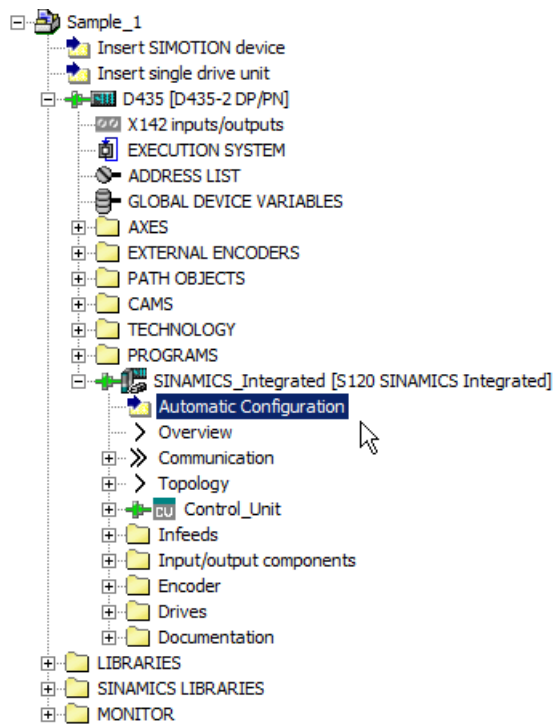 Sample_1
Insert SIMOTION device
Insert single drive unit
D435 [D435-2 DP/PN]
X142 inputs/outputs
EXECUTION SYSTEM
ADDRESS LIST
GLOBAL DEVICE VARIABLES
AXES
EXTERNAL ENCODERS
PATH OBJECTS
CAMS
TECHNOLOGY
PROGRAMS
SINAMICS_Integrated [S120 SINAMICS Integrated]
Automatic Configuration
Overview
Communication
Topology
CU Control_Unit
Infeeds
Input/output components
Encoder
Drives
Documentation
LIBRARIES
SINAMICS LIBRARIES
MONITOR